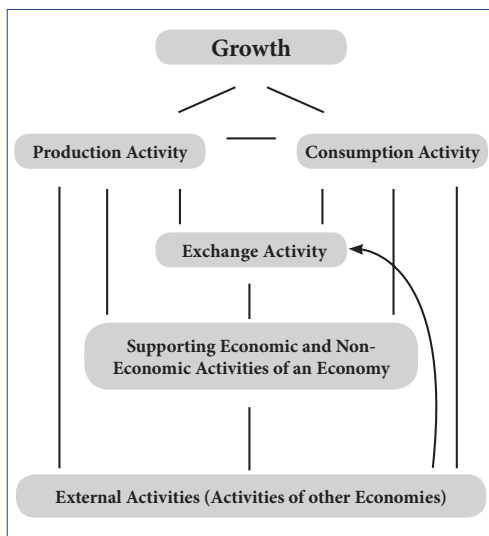 Growth
Production Activity
Consumption Activity
Exchange Activity
Supporting Economic and Non-
Economic Activities of an Economy
External Activities (Activities of other Economies)